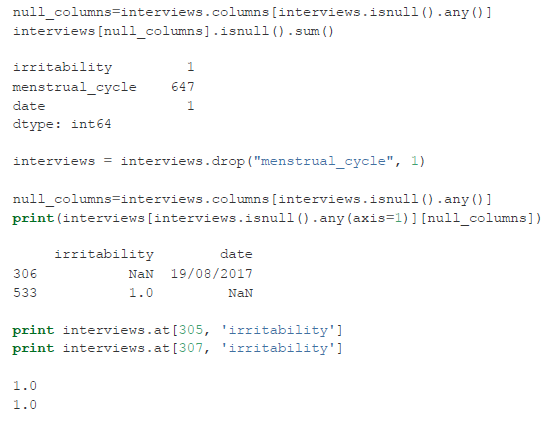 null_columns=interviews.columns[interviews.isnull().any()]
interviews[null_columns].isnull().sum()
irritability 1
menstrual_cycle 647
date 1
dtype: int64
interviews = interviews.drop("menstrual_cycle", 1)
null_columns=interviews.columns[interviews.isnull().any()]
print(interviews[interviews.isnull().any(axis=1)][null_columns])
irritability date
306 NaN 19/08/2017
533 1.0 NaN
print interviews.at[305, 'irritability']
print interviews.at[307, 'irritability']
1.0
1.0